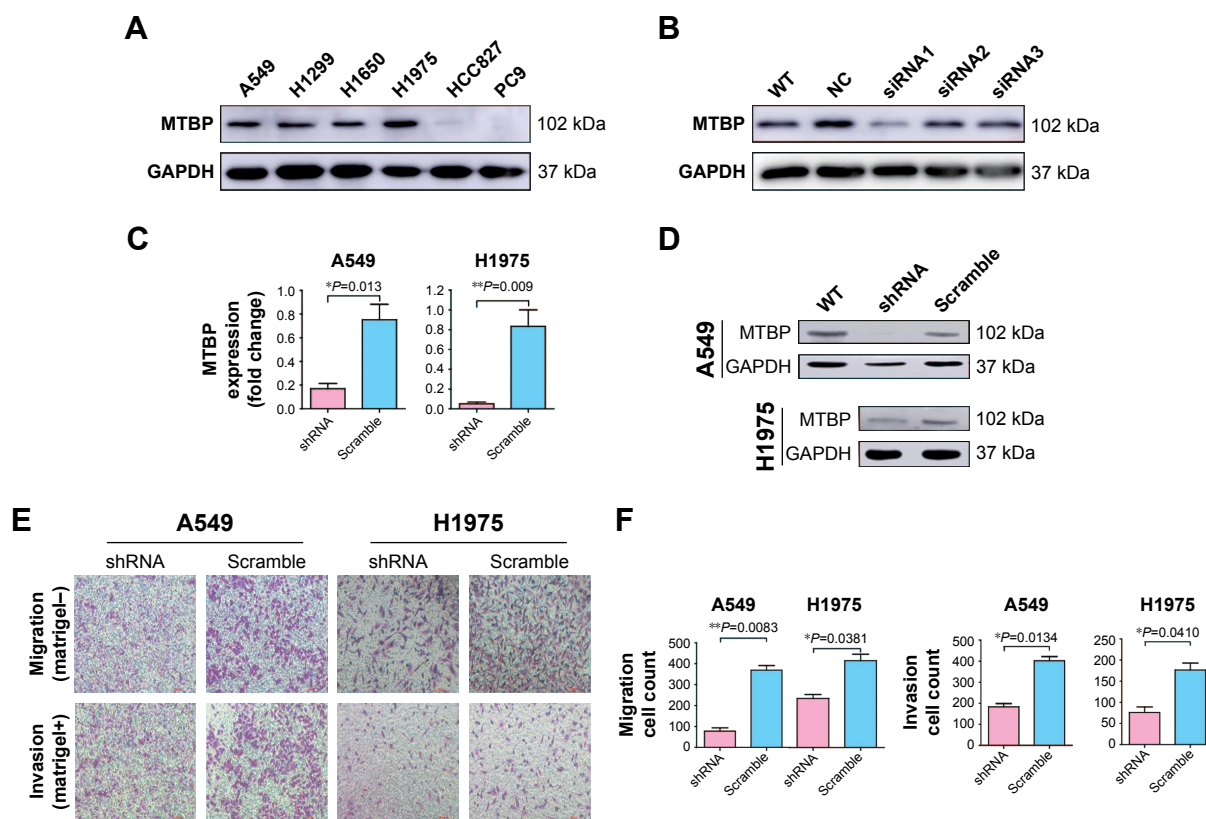 A
A549
H1299
H1650
H1975
HCC827
PC9
MTBP
102 kDa
GAPDH
37 kDa
B
WT
NC
siRNA1
siRNA2
siRNA3
MTBP
102 kDa
GAPDH
37 kDa
C
MTBP
expression
(fold change)
A549
*P=0.013
1.0
0.8
0.6
0.4
0.2
0.0
shRNA
Scramble
H1975
**P=0.009
1.2
1.0
0.8
0.6
0.4
0.2
0.0
shRNA
Scramble
D
WT
shRNA
Scramble
A549
MTBP
102 kDa
GAPDH
37 kDa
H1975
MTBP
102 kDa
GAPDH
37 kDa
E
A549
H1975
shRNA
Scramble
shRNA
Scramble
Migration
(matrigel–)
Invasion
(matrigel+)
F
Migration
cell count
A549
H1975
**P=0.0083
*P=0.0381
500
400
300
200
100
0
shRNA
Scramble
shRNA
Scramble
Invasion
cell count
A549
*P=0.0134
500
400
300
200
100
0
shRNA
Scramble
H1975
*P=0.0410
250
200
150
100
50
0
shRNA
Scramble